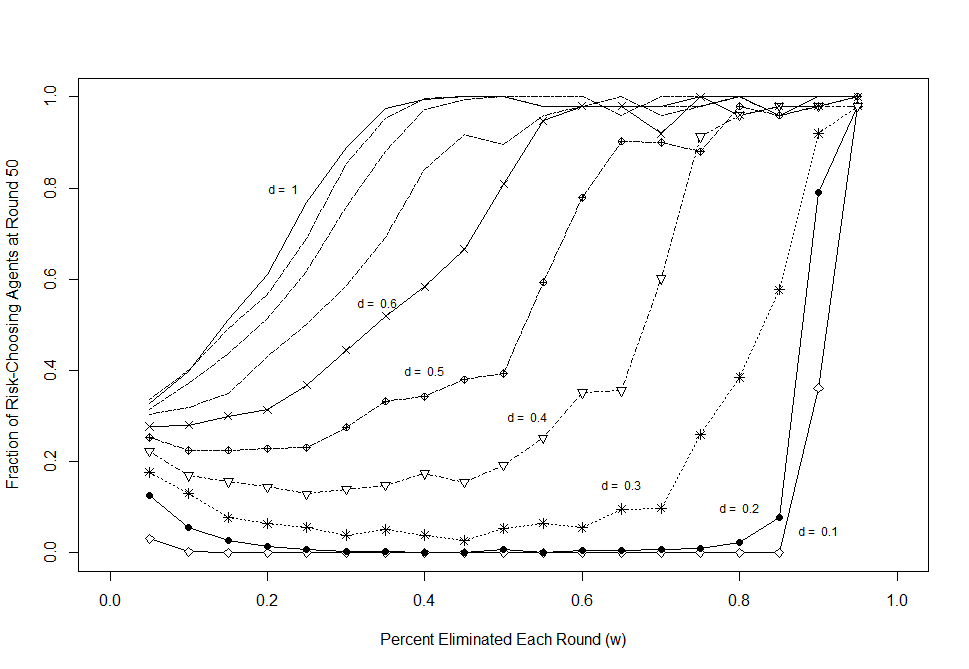 1.0
0.8
0.6
0.4
0.2
0.0
Fraction of Risk-Choosing Agents at Round 50
d = 1
d = 0.6
d = 0.5
d = 0.4
d = 0.3
d = 0.2
d = 0.1
0.0 0.2 0.4 0.6 0.8 1.0
Percent Eliminated Each Round (w)